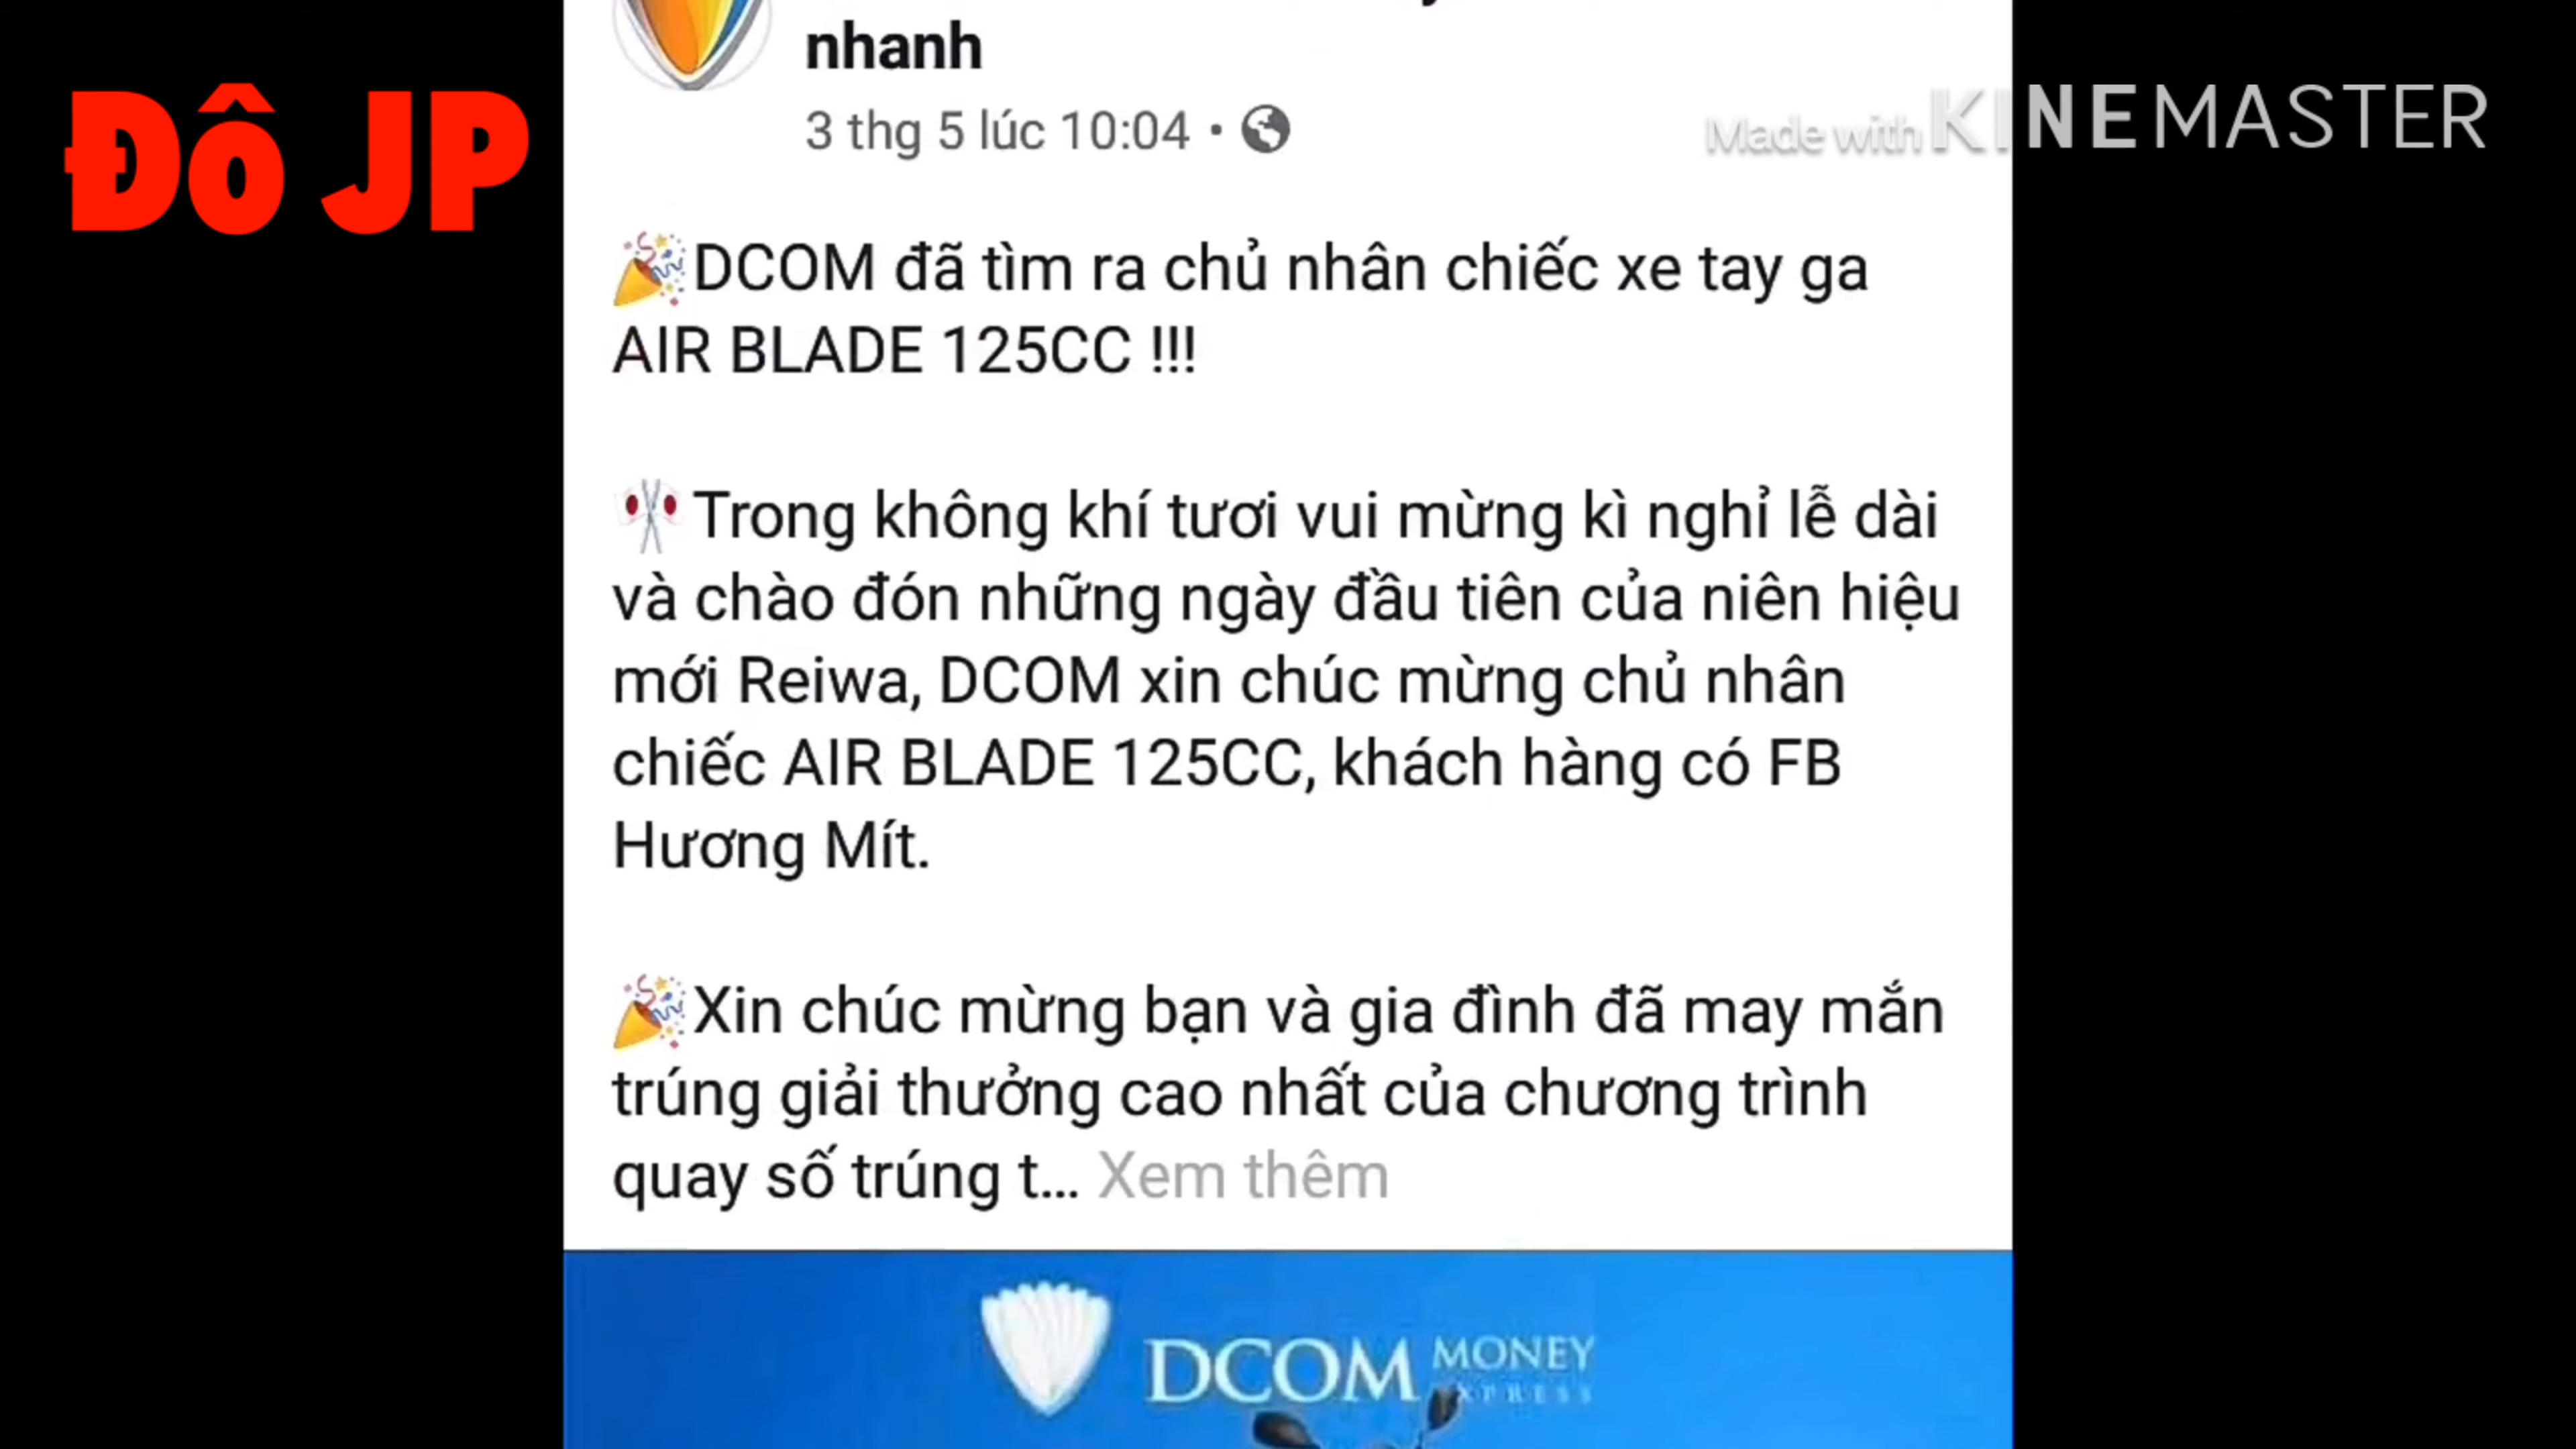 nhanh
3 thg 5 lúc 10:04 •
Đô JP
Made with KINEMASTER
🎉DCOM đã tìm ra chủ nhân chiếc xe tay ga
AIR BLADE 125CC !!!
🎌Trong không khí tươi vui mừng kì nghỉ lễ dài
và chào đón những ngày đầu tiên của niên hiệu
mới Reiwa, DCOM xin chúc mừng chủ nhân
chiếc AIR BLADE 125CC, khách hàng có FB
Hương Mít.
🎉Xin chúc mừng bạn và gia đình đã may mắn
trúng giải thưởng cao nhất của chương trình
quay số trúng t... Xem thêm
DCOM MONEY
EXPRESS